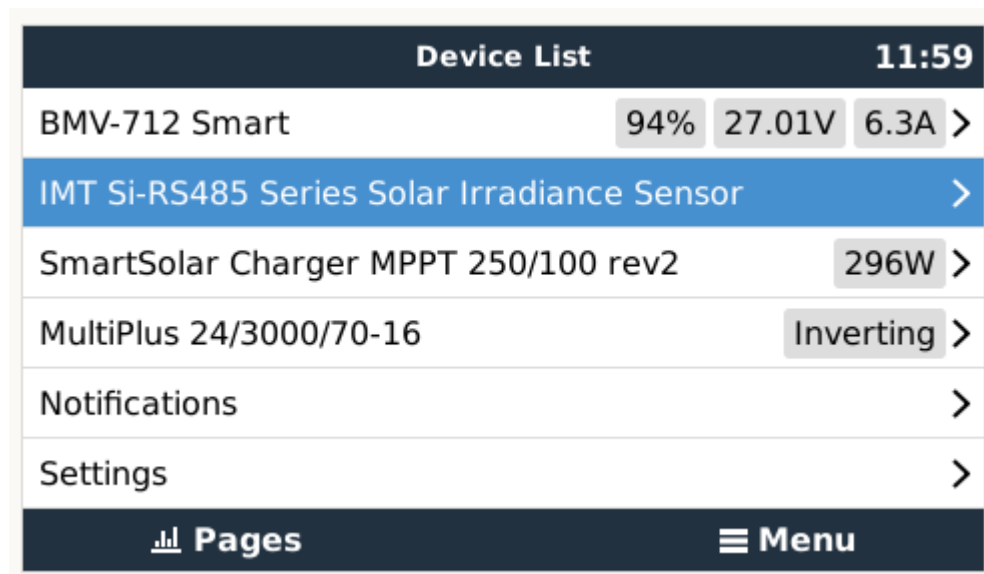 Device List 11:59
BMV-712 Smart 94% 27.01V 6.3A
IMT Si-RS485 Series Solar Irradiance Sensor
SmartSolar Charger MPPT 250/100 rev2 296W
MultiPlus 24/3000/70-16 Inverting
Notifications
Settings
Pages Menu